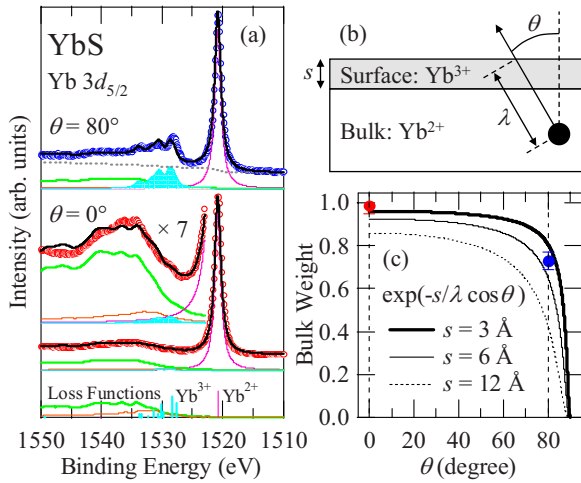 YbS
(a)
Yb 3d5/2
θ = 80°
θ = 0°
× 7
Loss Functions
Yb3+
Yb2+
Intensity (arb. units)
1550 1540 1530 1520 1510
Binding Energy (eV)
(b)
θ
s
Surface: Yb3+
λ
Bulk: Yb2+
1.0
0.8
0.6
0.4
0.2
0.0
Bulk Weight
(c)
exp(-s/λ cosθ)
s = 3 Å
s = 6 Å
s = 12 Å
0 20 40 60 80
θ (degree)